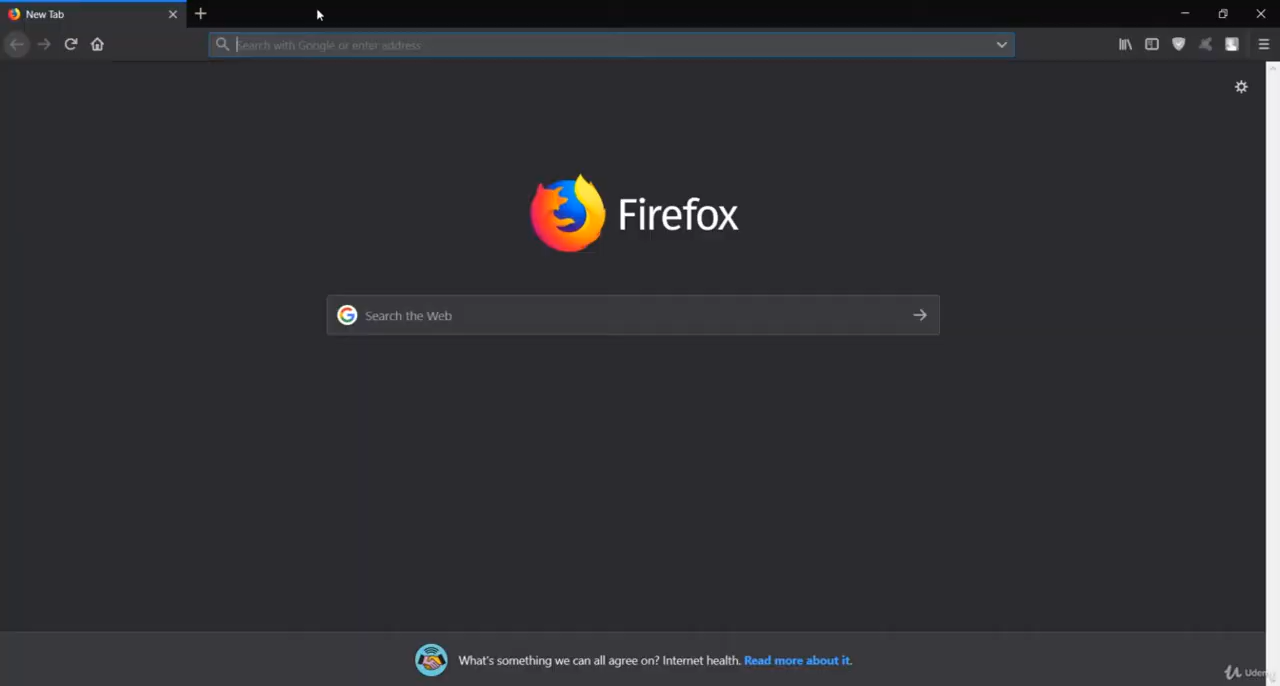 New Tab
Search with Google or enter address
Firefox
Search the Web
What's something we can all agree on? Internet health. Read more about it.
Udemy